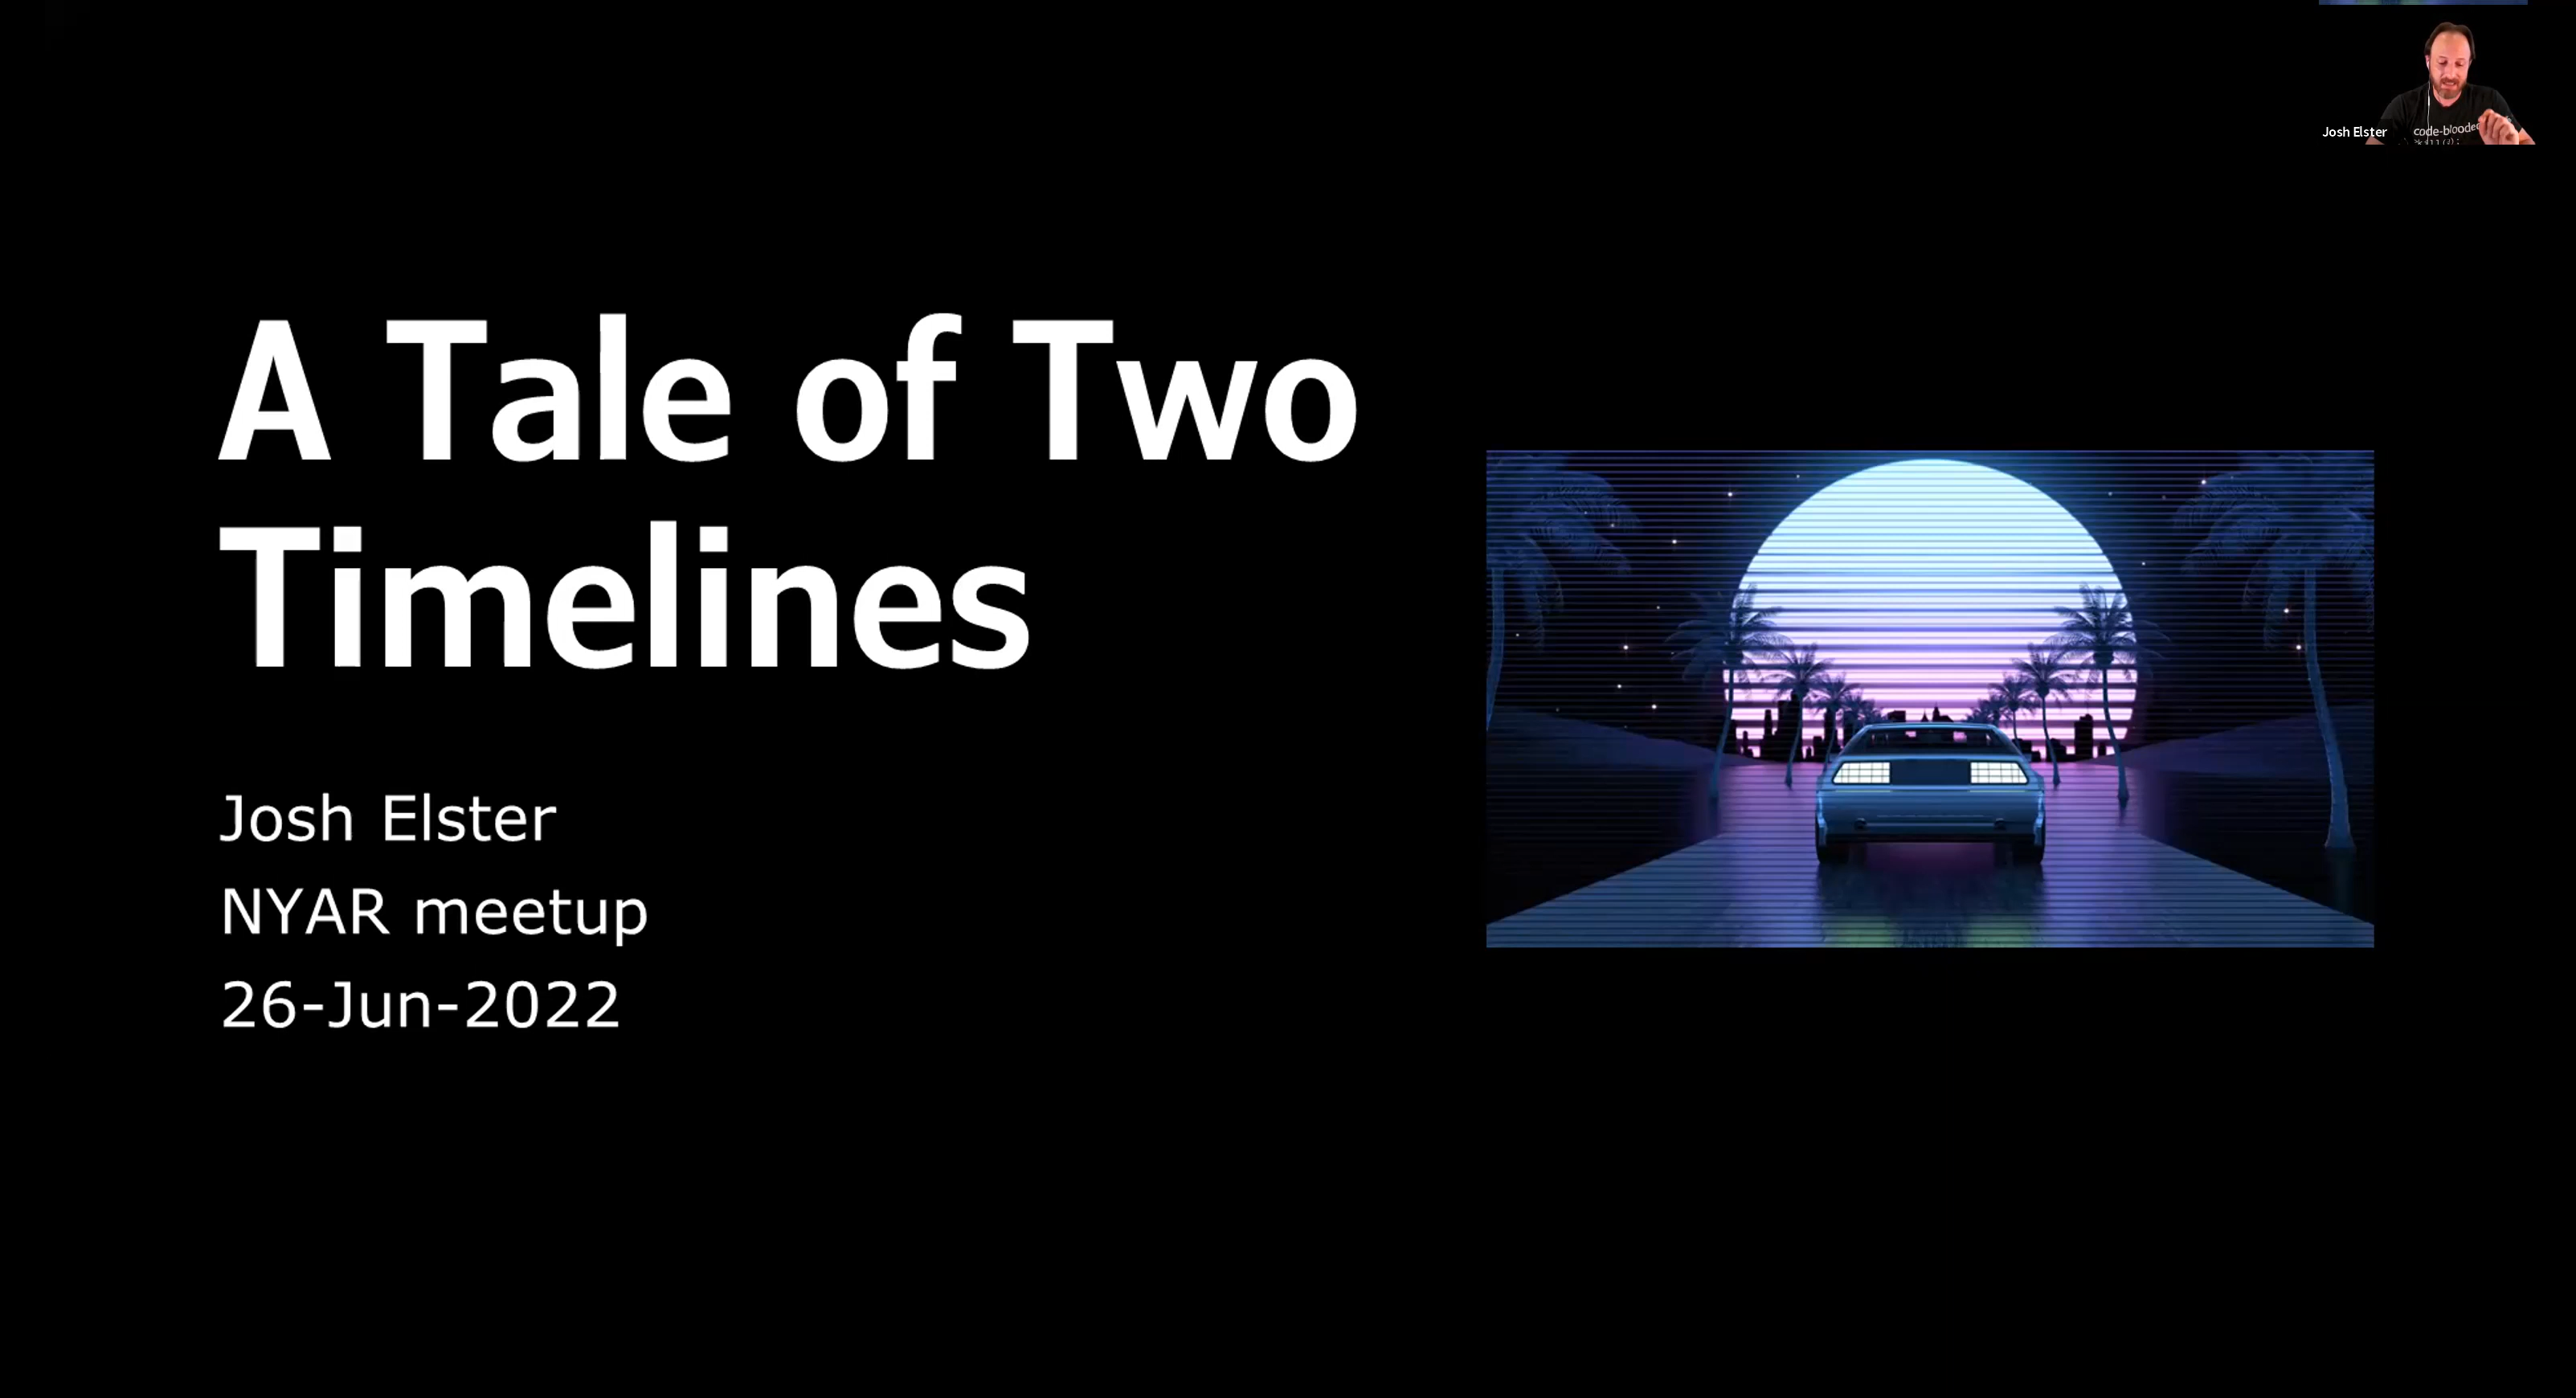 A Tale of Two
Timelines
Josh Elster
NYAR meetup
26-Jun-2022
Josh Elster